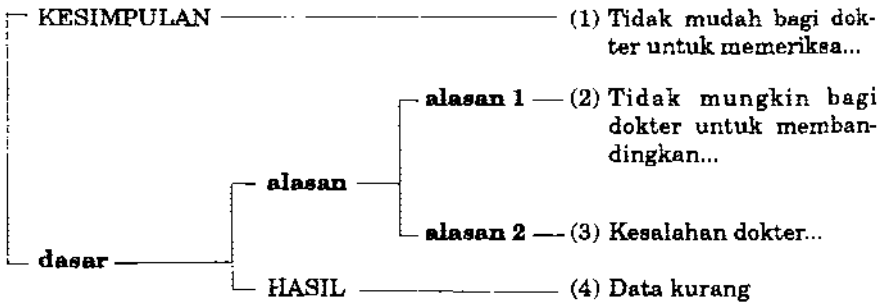 KESIMPULAN (1) Tidak mudah bagi dok-
ter untuk memeriksa...
alasan 1 (2) Tidak mungkin bagi
dokter untuk memban-
dingkan...
alasan
alasan 2 (3) Kesalahan dokter...
dasar
HASIL (4) Data kurang